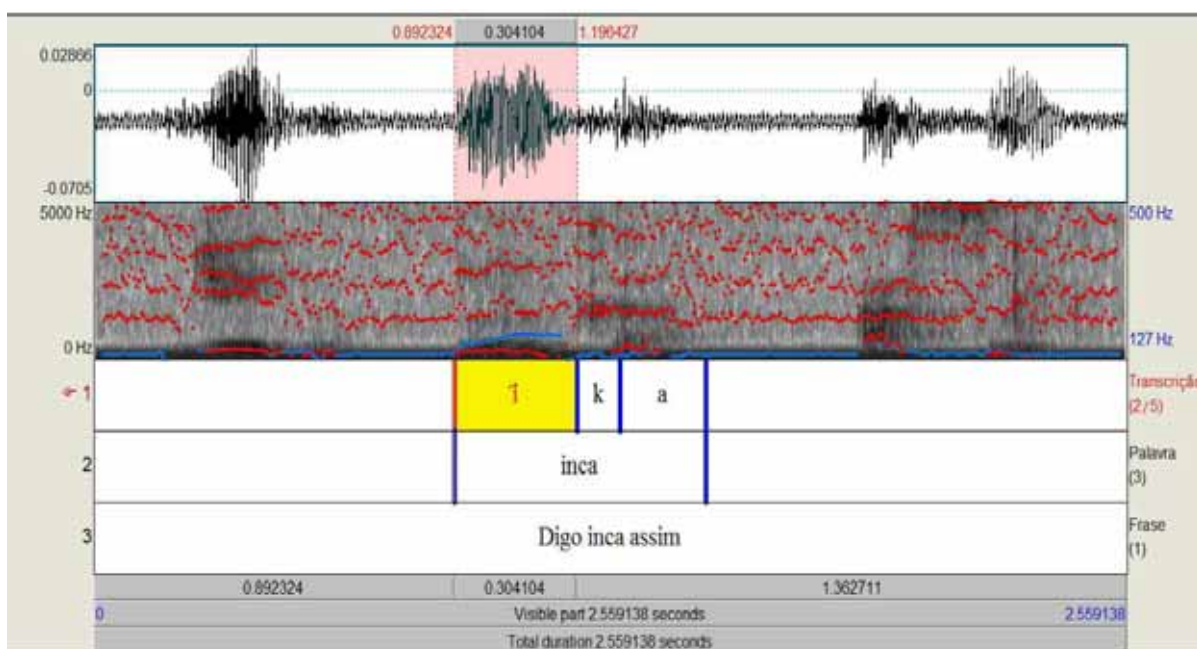 0.892324 0.304104 1.196427
0.02866
0
-0.0705
5000 Hz 500 Hz
0 Hz 127 Hz
1 ĩ k a Transcrição (2/5)
2 inca Palavra (3)
3 Digo inca assim Frase (1)
0.892324 0.304104 1.362711
0 Visible part 2.559138 seconds 2.559138
Total duration 2.559138 seconds